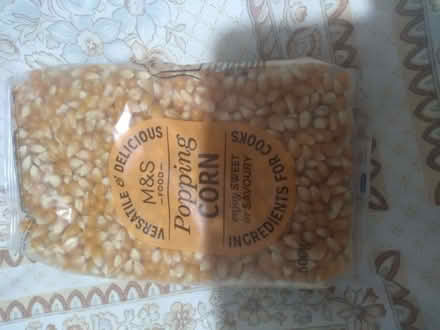 VERSATILE & DELICIOUS
M&S
FOOD
Popping
CORN
enjoy SWEET
or SAVOURY
INGREDIENTS FOR COOKS